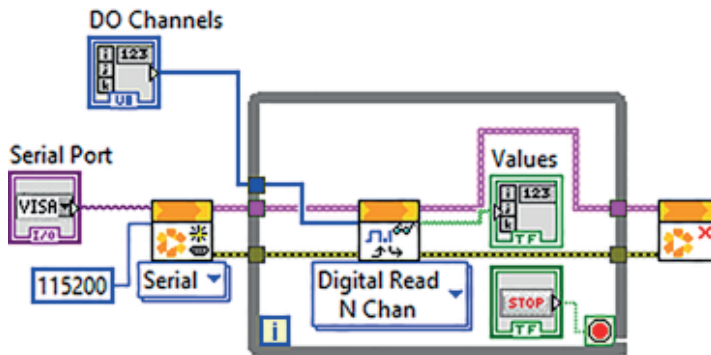 DO Channels
i
j
k
123
U8
Serial Port
VISA
I/O
115200
Serial
Digital Read
N Chan
Values
i
j
k
123
TF
STOP
TF
i